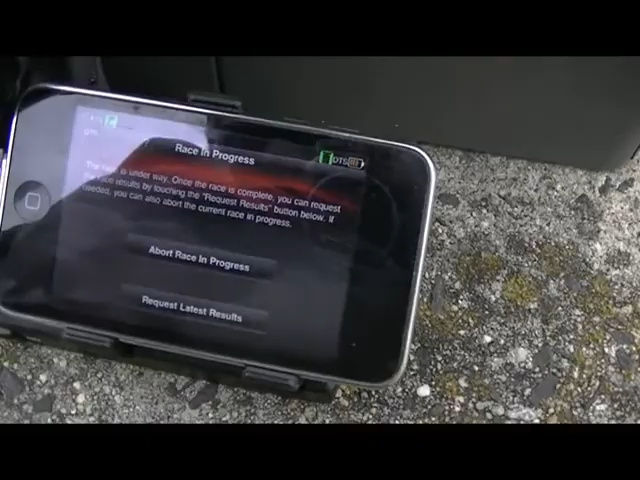 Race In Progress
DTS
The race is under way. Once the race is complete, you can request
the race results by touching the "Request Results" button below. If
needed, you can also abort the current race in progress.
Abort Race In Progress
Request Latest Results